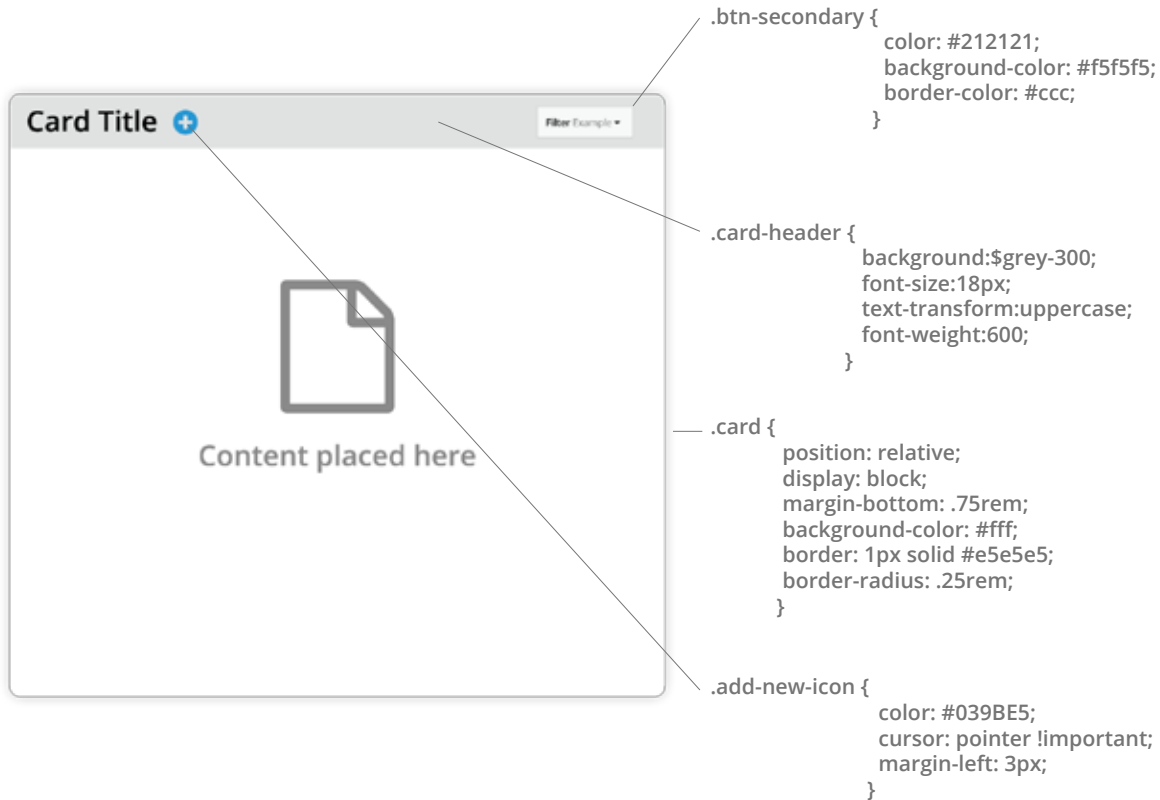 .btn-secondary {
color: #212121;
background-color: #f5f5f5;
border-color: #ccc;
}
Card Title
Filter Example
.card-header {
background:$grey-300;
font-size:18px;
text-transform:uppercase;
font-weight:600;
}
Content placed here
.card {
position: relative;
display: block;
margin-bottom: .75rem;
background-color: #fff;
border: 1px solid #e5e5e5;
border-radius: .25rem;
}
.add-new-icon {
color: #039BE5;
cursor: pointer !important;
margin-left: 3px;
}